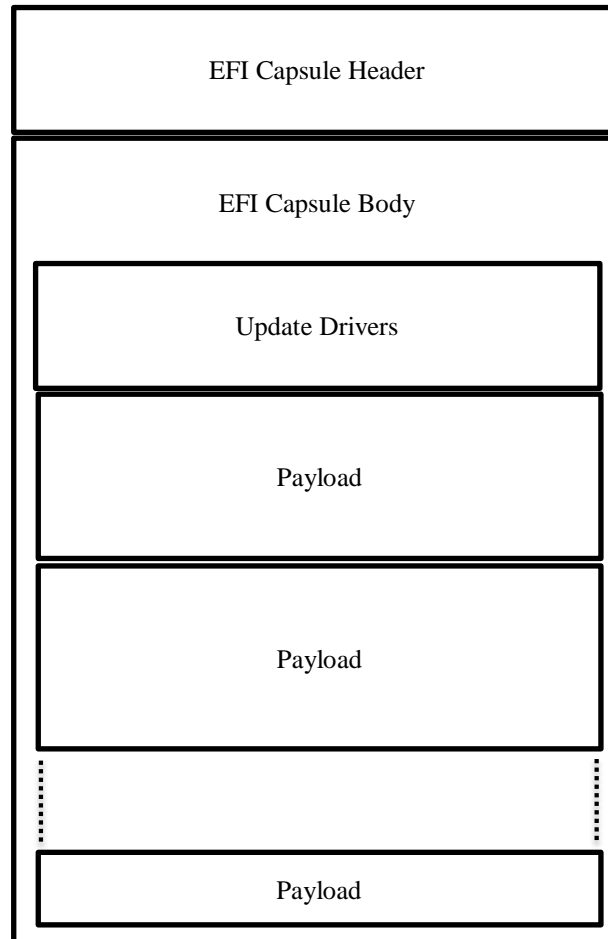 EFI Capsule Header
EFI Capsule Body
Update Drivers
Payload
Payload
Payload